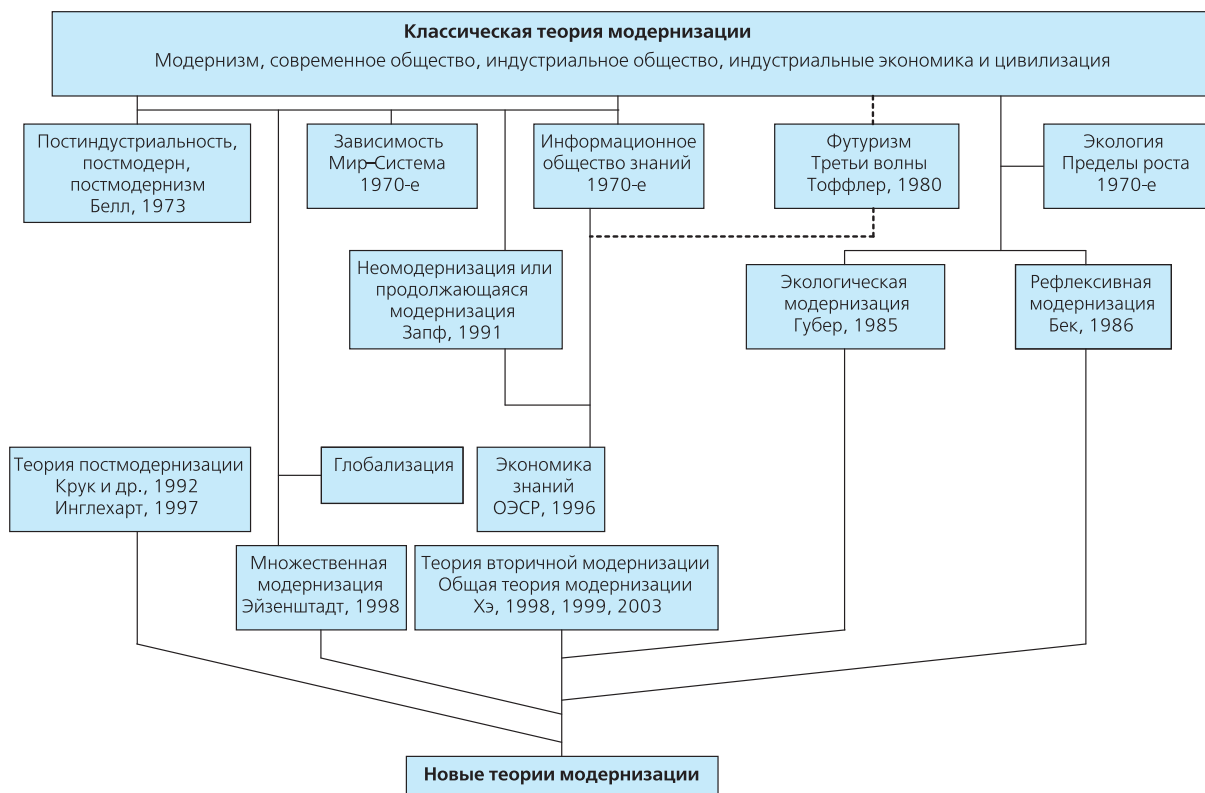 Классическая теория модернизации
Модернизм, современное общество, индустриальное общество, индустриальные экономика и цивилизация
Постиндустриальность,
постмодерн,
постмодернизм
Белл, 1973
Зависимость
Мир–Система
1970-е
Информационное
общество знаний
1970-е
Футуризм
Третьи волны
Тоффлер, 1980
Экология
Пределы роста
1970-е
Неомодернизация или
продолжающаяся
модернизация
Запф, 1991
Экологическая
модернизация
Губер, 1985
Рефлексивная
модернизация
Бек, 1986
Теория постмодернизации
Крук и др., 1992
Инглехарт, 1997
Глобализация
Экономика
знаний
ОЭСР, 1996
Множественная
модернизация
Эйзенштадт, 1998
Теория вторичной модернизации
Общая теория модернизации
Хэ, 1998, 1999, 2003
Новые теории модернизации